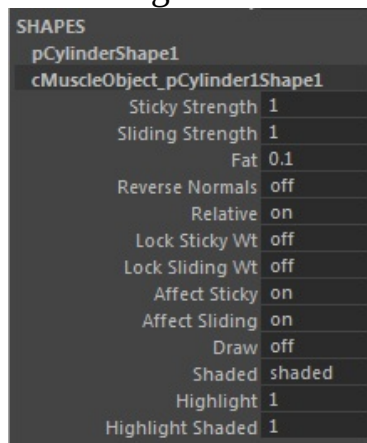 SHAPES
pCylinderShape1
cMuscleObject_pCylinder1Shape1
Sticky Strength 1
Sliding Strength 1
Fat 0.1
Reverse Normals off
Relative on
Lock Sticky Wt off
Lock Sliding Wt off
Affect Sticky on
Affect Sliding on
Draw off
Shaded shaded
Highlight 1
Highlight Shaded 1